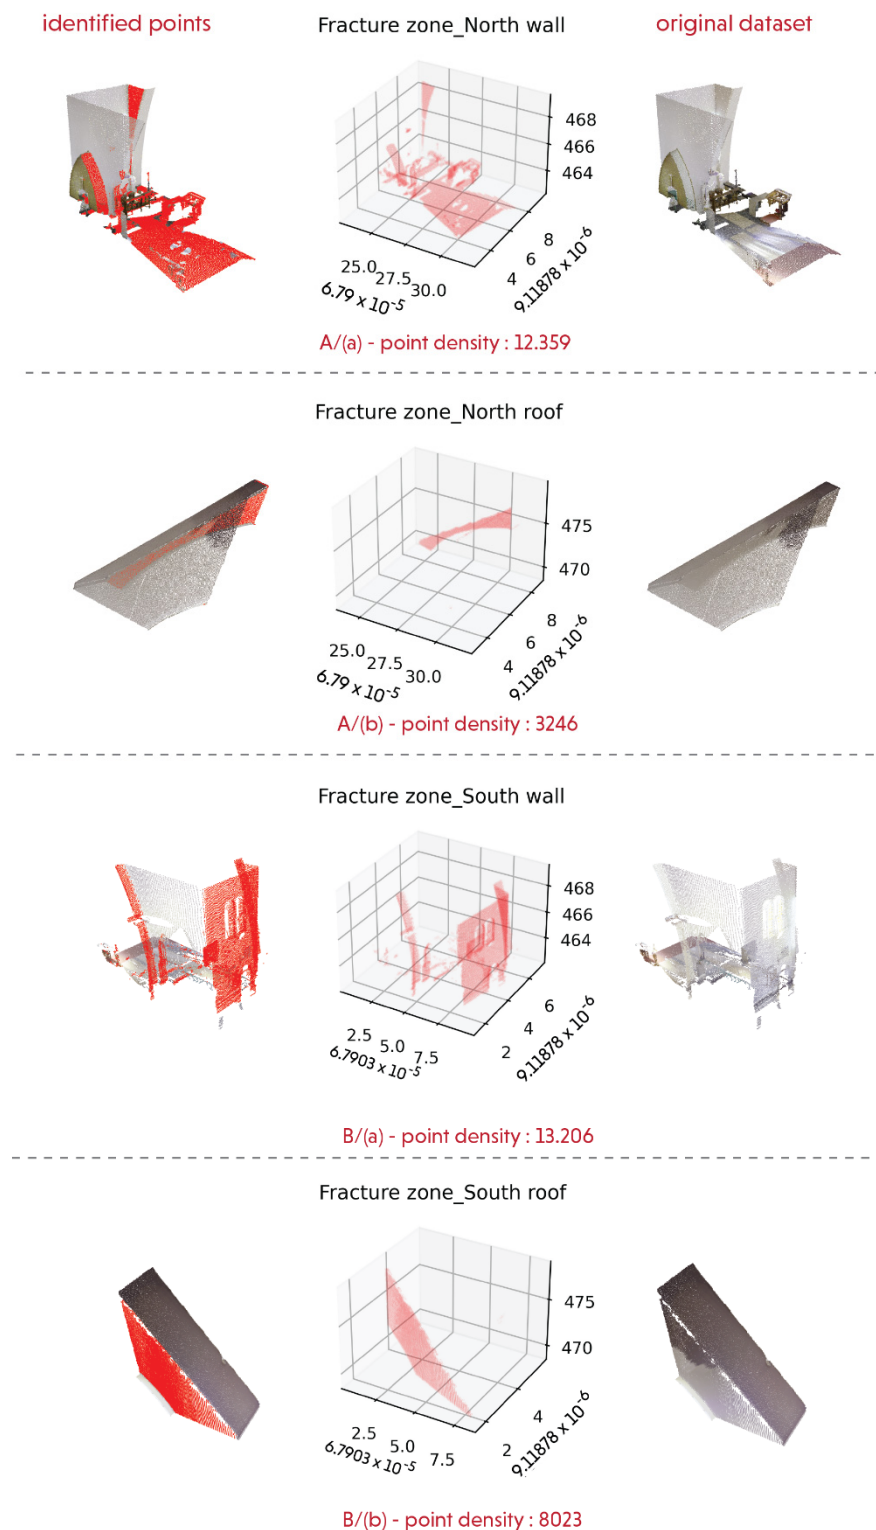 identified points
Fracture zone_North wall
original dataset
468
466
464
25.0
27.5
30.0
6.79 x 10⁻⁵
4
6
8
9.11878 x 10⁻⁶
A/(a) - point density : 12.359
Fracture zone_North roof
475
470
25.0
27.5
30.0
6.79 x 10⁻⁵
4
6
8
9.11878 x 10⁻⁶
A/(b) - point density : 3246
Fracture zone_South wall
468
466
464
2.5
5.0
7.5
6.7903 x 10⁻⁵
2
4
6
9.11878 x 10⁻⁶
B/(a) - point density : 13.206
Fracture zone_South roof
475
470
2.5
5.0
7.5
6.7903 x 10⁻⁵
2
4
9.11878 x 10⁻⁶
B/(b) - point density : 8023